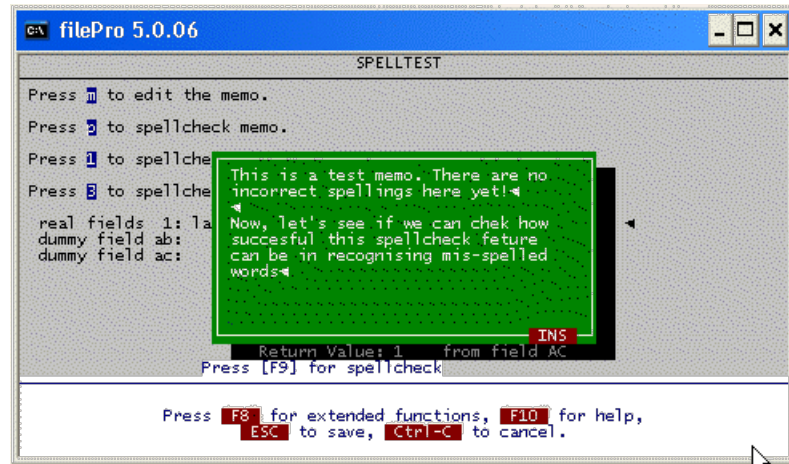 filePro 5.0.06
SPELLTEST
Press m to edit the memo.
Press p to spellcheck memo.
Press 1 to spellche
Press 3 to spellche
real fields 1: la
dummy field ab:
dummy field ac:
This is a test memo. There are no
incorrect spellings here yet!
Now, let's see if we can chek how
succesful this spellcheck feture
can be in recognising mis-spelled
words
INS
Return Value: 1 from field AC
Press [F9] for spellcheck
Press F8 for extended functions, F10 for help,
ESC to save, Ctrl-C to cancel.